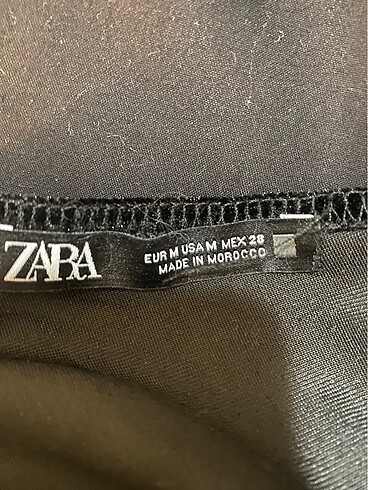 ZARA
EUR M USA M MEX 28
MADE IN MOROCCO